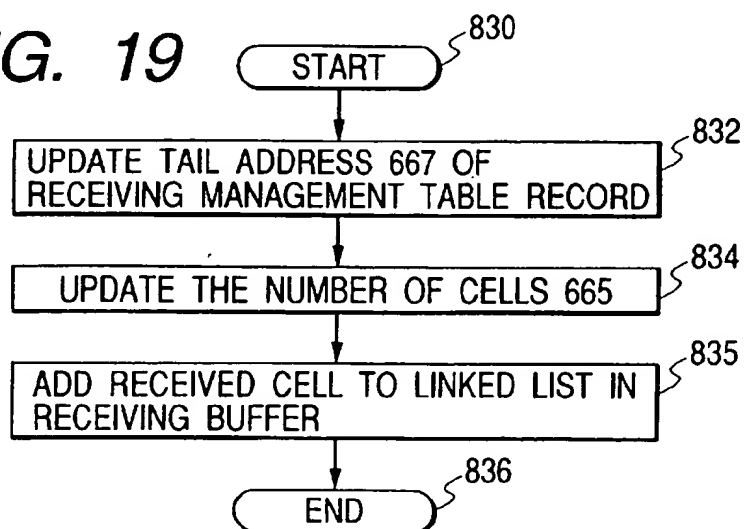 G. 19
830
START
832
UPDATE TAIL ADDRESS 667 OF
RECEIVING MANAGEMENT TABLE RECORD
834
UPDATE THE NUMBER OF CELLS 665
835
ADD RECEIVED CELL TO LINKED LIST IN
RECEIVING BUFFER
836
END